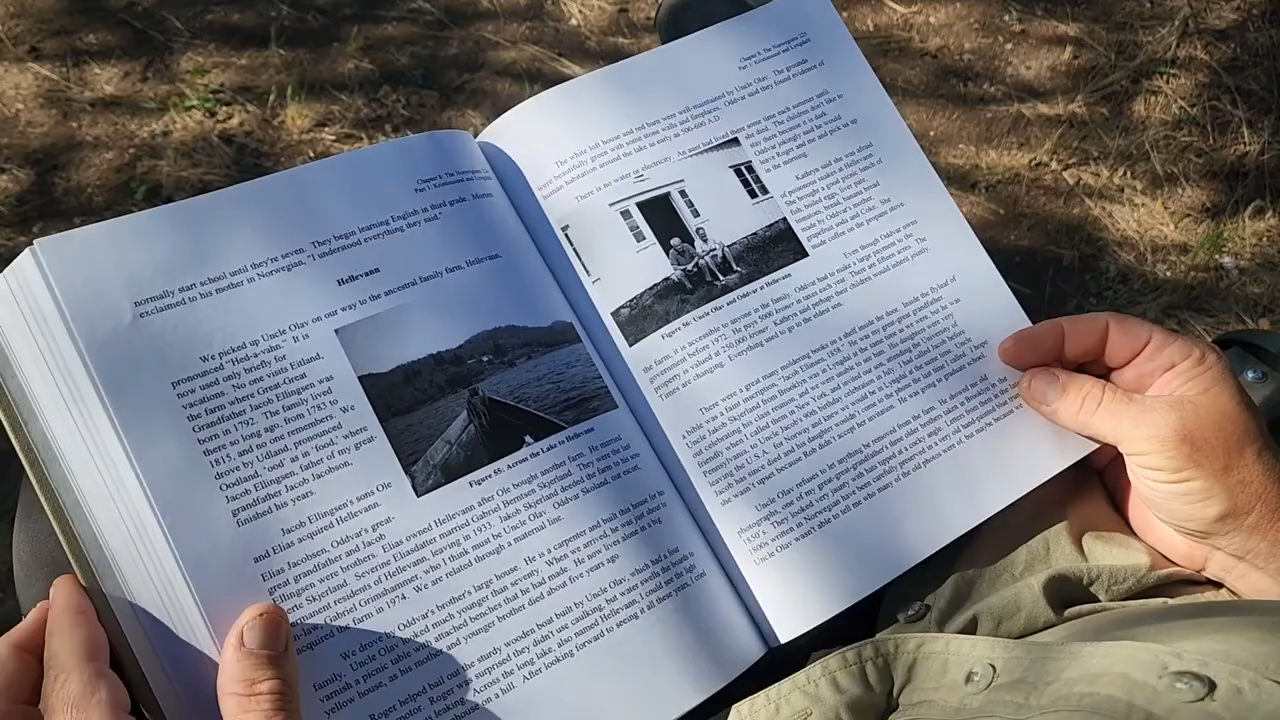 Chapter 8. The Norwegians
Part 1: Kristiansund and Lyngdal
normally start school until they're seven. They begin learning English in third grade. Morten
exclaimed to his mother in Norwegian, "I understood everything they said."
Hellevann
We picked up Uncle Olav on our way to the ancestral family farm, Hellevann,
pronounced "Hed-a-vahn." It is
now used only briefly for
vacations. No one visits Eitland,
the farm where Great-Great-
Grandfather Jacob Ellingsen was
born in 1792. The family lived
there so long ago, from 1783 to
1815, and no one remembers. We
drove by Udland, pronounced
Oodland, 'ood' as in 'food,' where
Jacob Ellingsen, father of my great-
grandfather Jacob Jacobson,
finished his years.
Figure 55: Across the Lake to Hellevann
Jacob Ellingsen's sons Ole
and Elias acquired Hellevann.
Elias Jacobsen, Oddvar's great-
great grandfather and Jacob
Ellingsen were brothers. Elias owned Hellevann after Ole bought another farm. He married
Skjerland. Severine Eliasdatter married Gabriel Berntsen Skjerland. They were the last
permanent residents of Hellevann, leaving in 1933. Jakob Skjerland deeded the farm to his son-
in-law, Gabriel Grimshammer, who I think must be Uncle Olav. Oddvar Skoland, our escort,
acquired the farm in 1974. We are related through a maternal line.
We drove by Oddvar's brother's large house. He is a carpenter and built this house for his
family. Uncle Olav looked much younger than seventy. When we arrived, he was just about to
varnish a picnic table with attached benches that he had made. He now lives alone in a big
yellow house, as his mother and younger brother died about five years ago
Roger helped bail out the sturdy wooden boat built by Uncle Olav, which had a four
motor. Roger was surprised they didn't use caulking, but water swells the boards to
leaking. Across the long lake, also named Hellevann, I could see the light
house on a hill. After looking forward to seeing it all these years, I cried
Chapter 8. The Norwegians 225
Part 1: Kristiansund and Lyngdal
The white loft house and red barn were well-maintained by Uncle Olav. The grounds
were beautifully green with some stone walls and fireplaces. Oddvar said they found evidence of
human habitation around the lake as early as 500-600 A.D
There is no water or electricity. An aunt had lived there some time each summer until
she died. The children don't like to
stay there because it is dark.
Oddvar jokingly said he would
leave Roger and me and pick us up
in the morning.
Kathryn said she was afraid
of poisonous snakes at Hellevann.
She brought a good picnic lunch of
fish, boiled eggs, liver pate,
tomatoes, bread, banana bread
made by Oddvar's mother,
grapefruit soda and Coke. She
made coffee on the propane stove.
Figure 56: Uncle Olav and Oddvar at Hellevann
Even though Oddvar owns
the farm, it is accessible to anyone in the family. Oddvar had to make a large payment to the
government before 1972. He pays 5000 kroner in taxes each year. There are fifteen acres. The
property is valued at 250,000 kroner. Kathryn said perhaps their children would inherit jointly.
Times are changing. Everything used to go to the eldest son.
There were a great many moldering books on a shelf inside the door. Inside the flyleaf of
a bible was a faint inscription, "Jacob Ellingsen, 1858." He was my great-great-grandfather.
Uncle Jakob Skjerland from Brooklyn was in Lyngdal at the same time as we were, but he was
out celebrating his class reunion, and we were unable to see him. His daughters were very
friendly when I called them in New York, and invited our son, attending the University of
Pennsylvania, to Uncle Jacob's 90th birthday celebration in July. I had called Jacob before
leaving the U.S.A. for Norway and knew we would be in Lyngdal at the same time. Uncle
Jacob has since died and his daughter wouldn't come to the phone the last time I called. I hope
she wasn't upset because Rob didn't accept her invitation. He was going to graduate school.
Uncle Olav refused to let anything be removed from the farm. He showed me old
photographs, one of my great-great-grandfather's three older brothers taken in Brooklyn in the
1850's. They looked very jaunty with hats tipped at a cocky angle. Letters from him in the late
1800s written in Norwegian have been carefully preserved in a very old hand-painted blue trunk.
Uncle Olav wasn't able to tell me who many of the old photos were of, but maybe because we